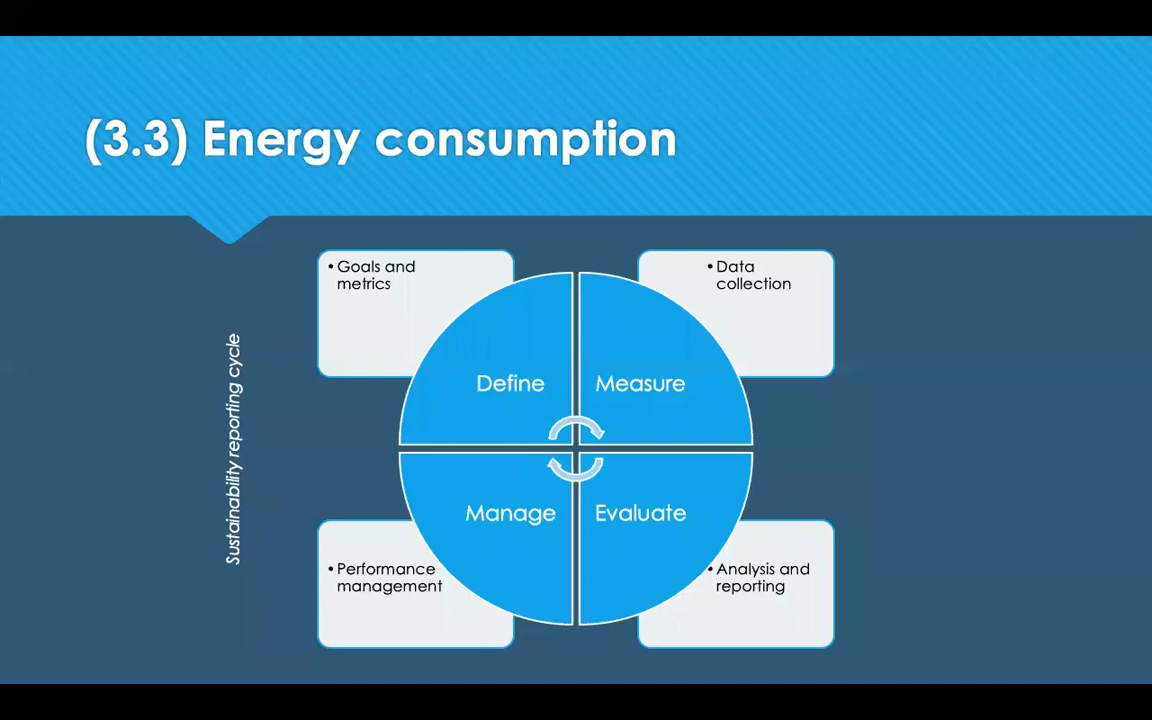 (3.3) Energy consumption
Sustainability reporting cycle
• Goals and
metrics
• Data
collection
Define
Measure
Manage
Evaluate
• Performance
management
• Analysis and
reporting